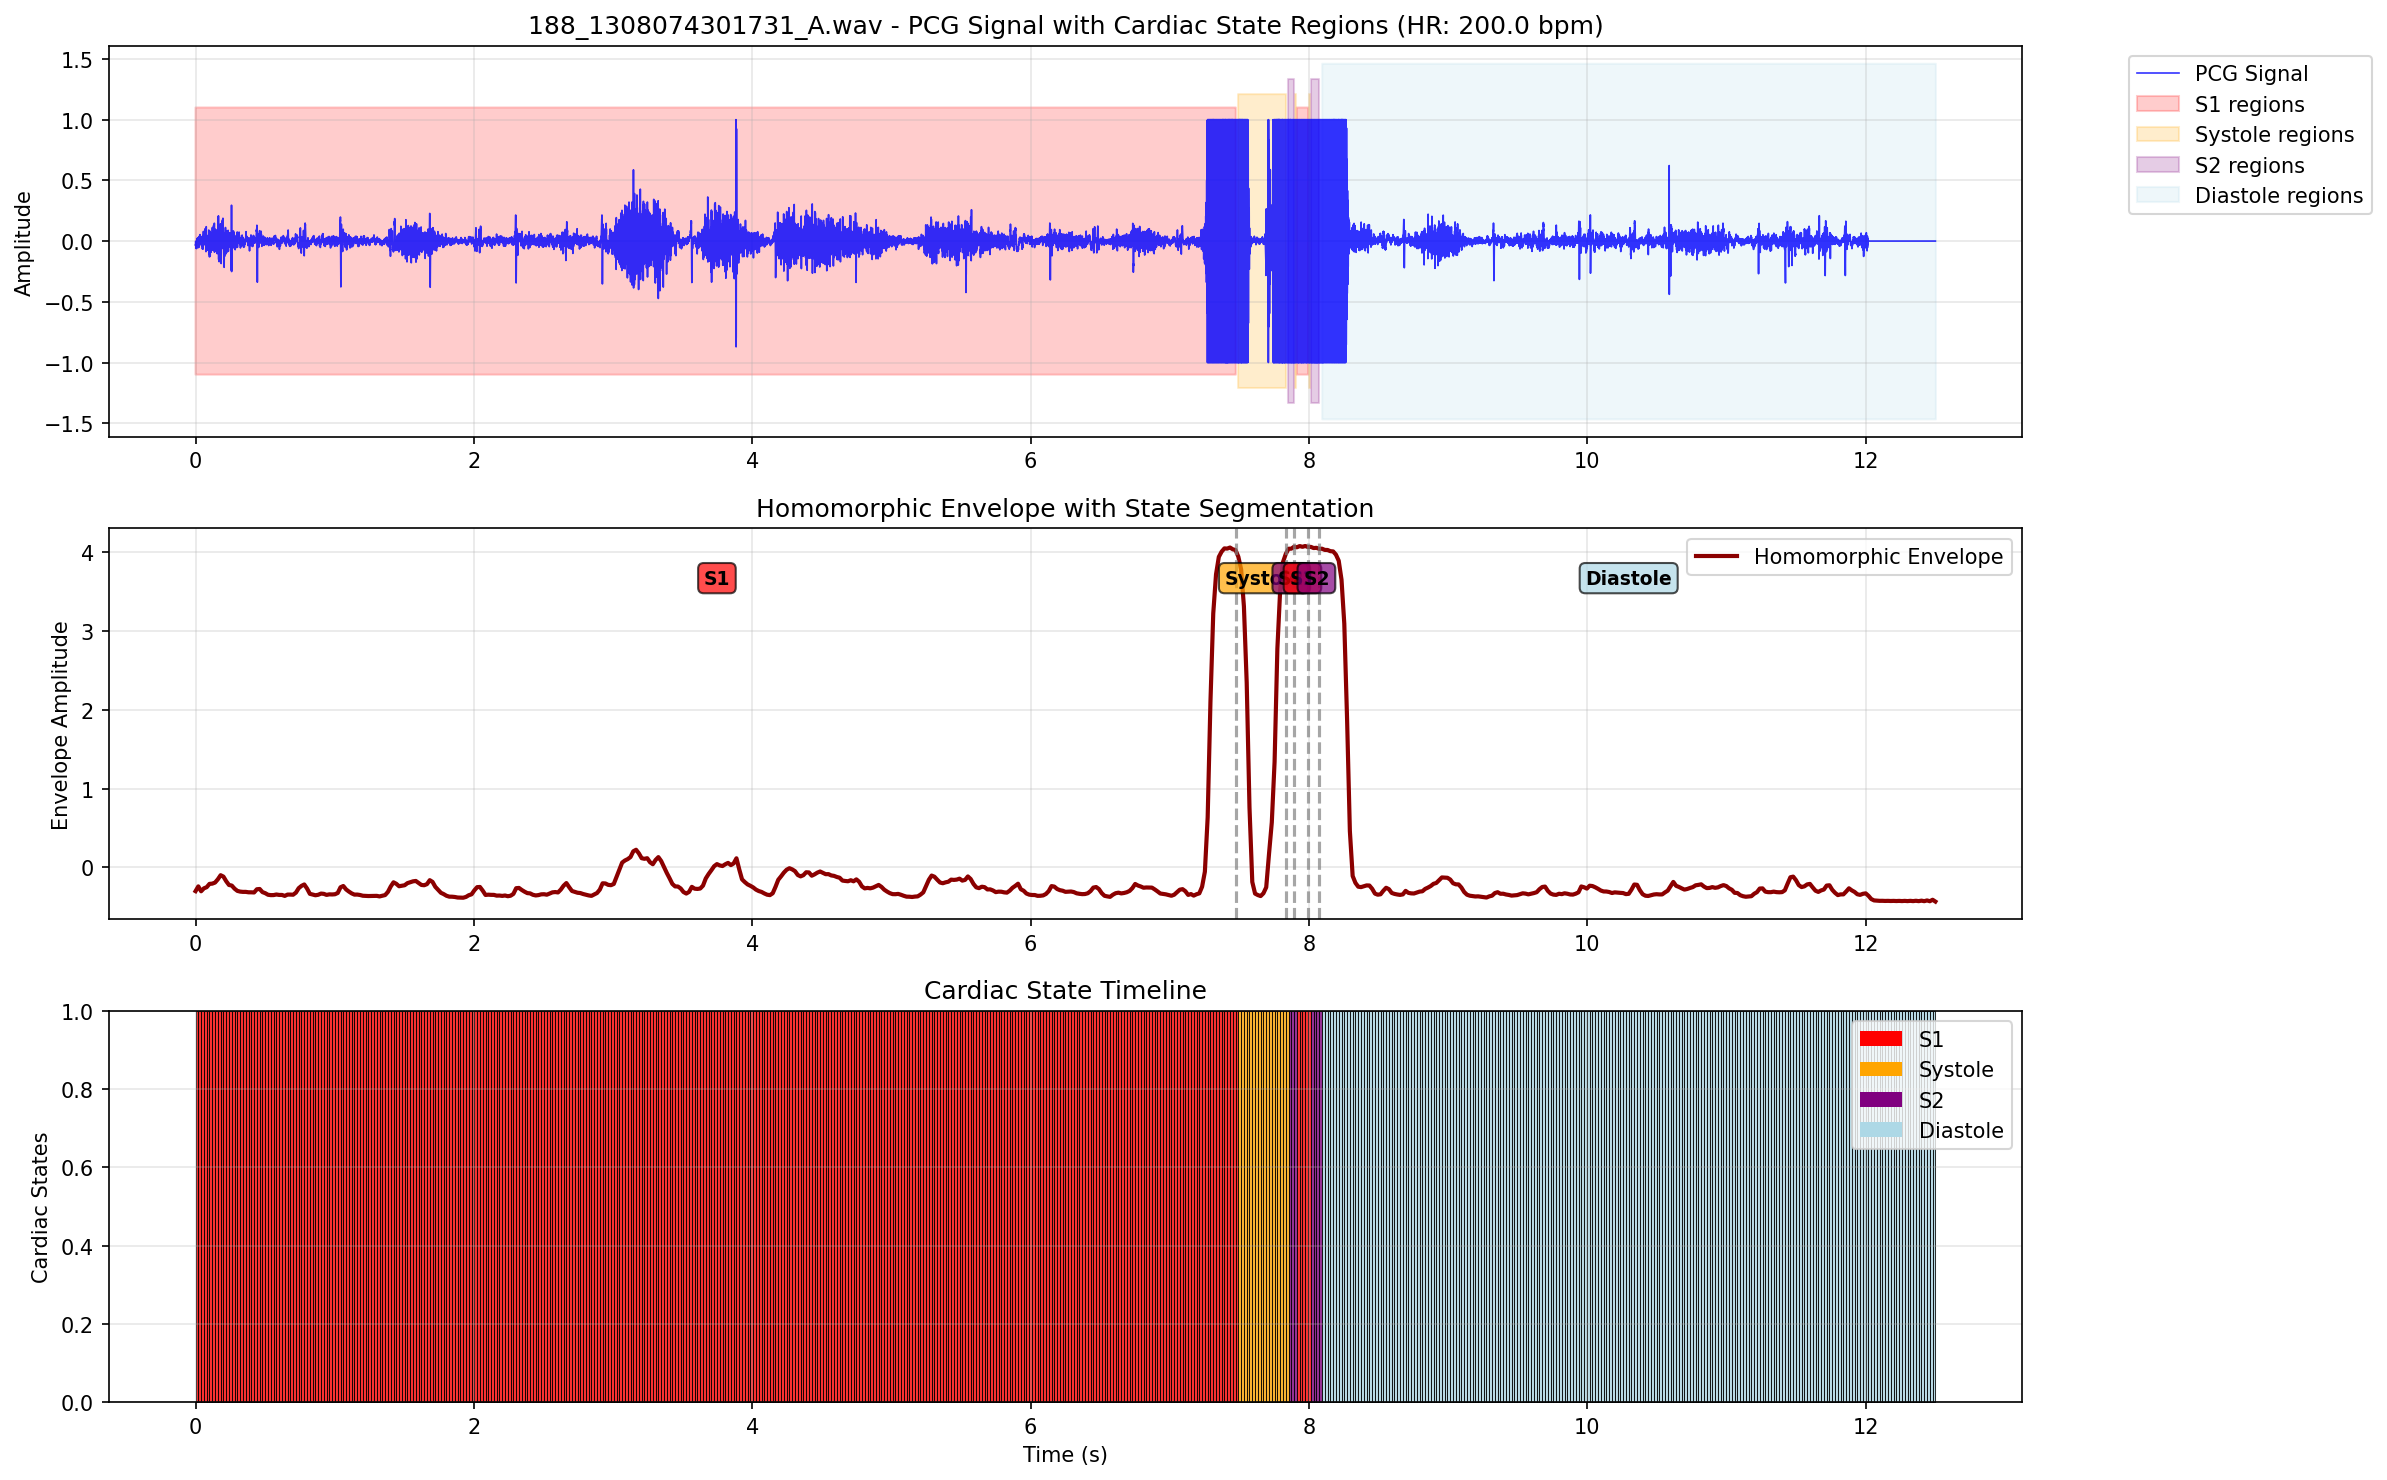 188_1308074301731_A.wav - PCG Signal with Cardiac State Regions (HR: 200.0 bpm)
1.5
1.0
0.5
0.0
−0.5
−1.0
−1.5
Amplitude
0 2 4 6 8 10 12
PCG Signal
S1 regions
Systole regions
S2 regions
Diastole regions
Homomorphic Envelope with State Segmentation
4
3
2
1
0
Envelope Amplitude
S1
S2
Diastole
Homomorphic Envelope
0 2 4 6 8 10 12
Cardiac State Timeline
1.0
0.8
0.6
0.4
0.2
0.0
Cardiac States
S1
Systole
S2
Diastole
0 2 4 6 8 10 12
Time (s)